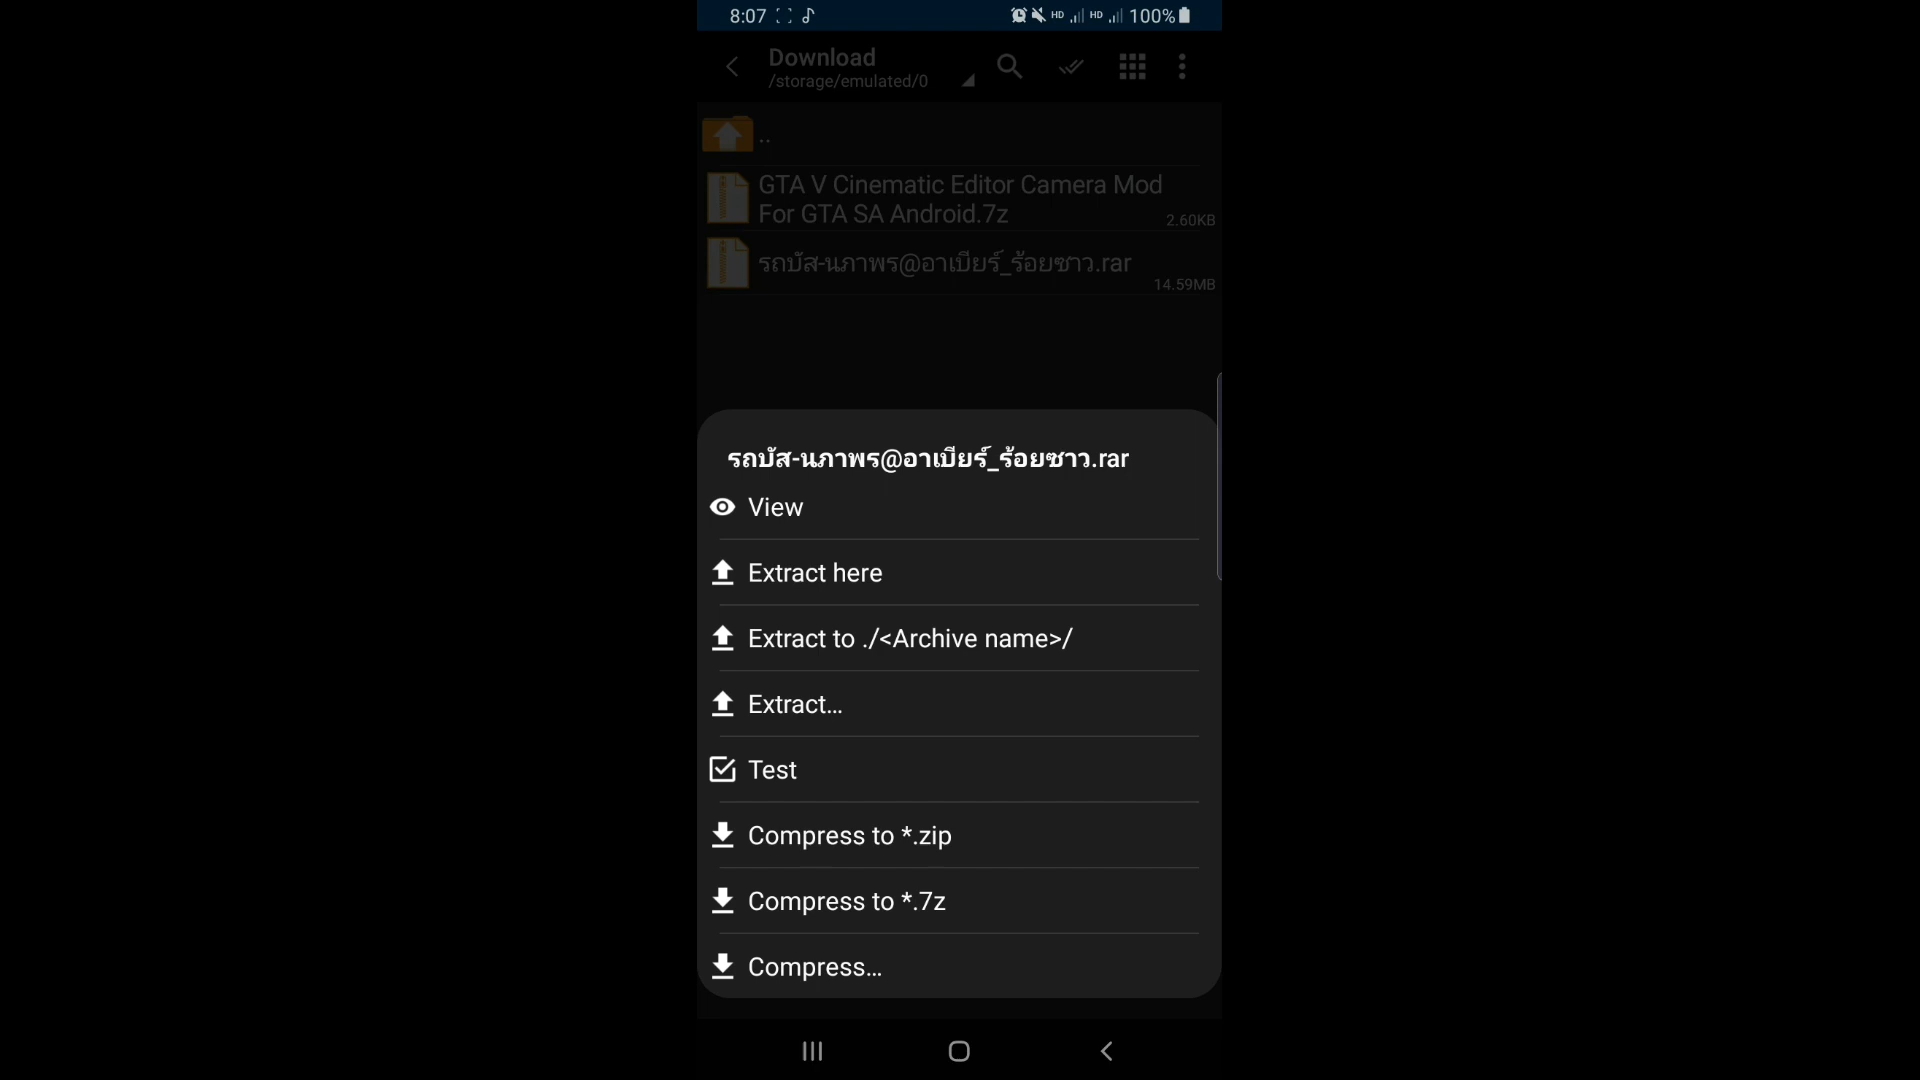 8:07 HD HD 100%
Download
/storage/emulated/0
..
GTA V Cinematic Editor Camera Mod
For GTA SA Android.7z
2.60KB
รถบัส-นภาพร@อาเบียร์_ร้อยซาว.rar
14.59MB
รถบัส-นภาพร@อาเบียร์_ร้อยซาว.rar
View
Extract here
Extract to ./<Archive name>/
Extract...
Test
Compress to *.zip
Compress to *.7z
Compress...